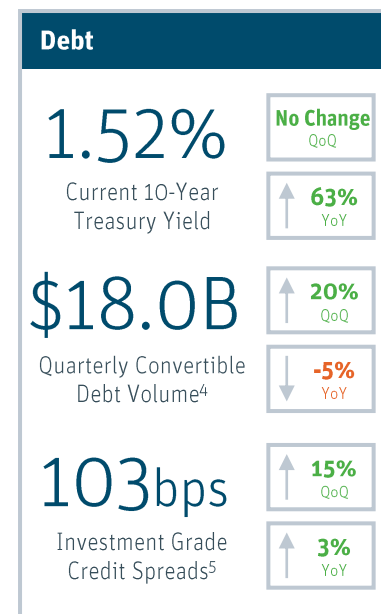 Debt
1.52%
No Change
QoQ
Current 10-Year
Treasury Yield
63%
YoY
$18.0B
20%
QoQ
Quarterly Convertible
Debt Volume⁴
-5%
YoY
103bps
15%
QoQ
Investment Grade
Credit Spreads⁵
3%
YoY